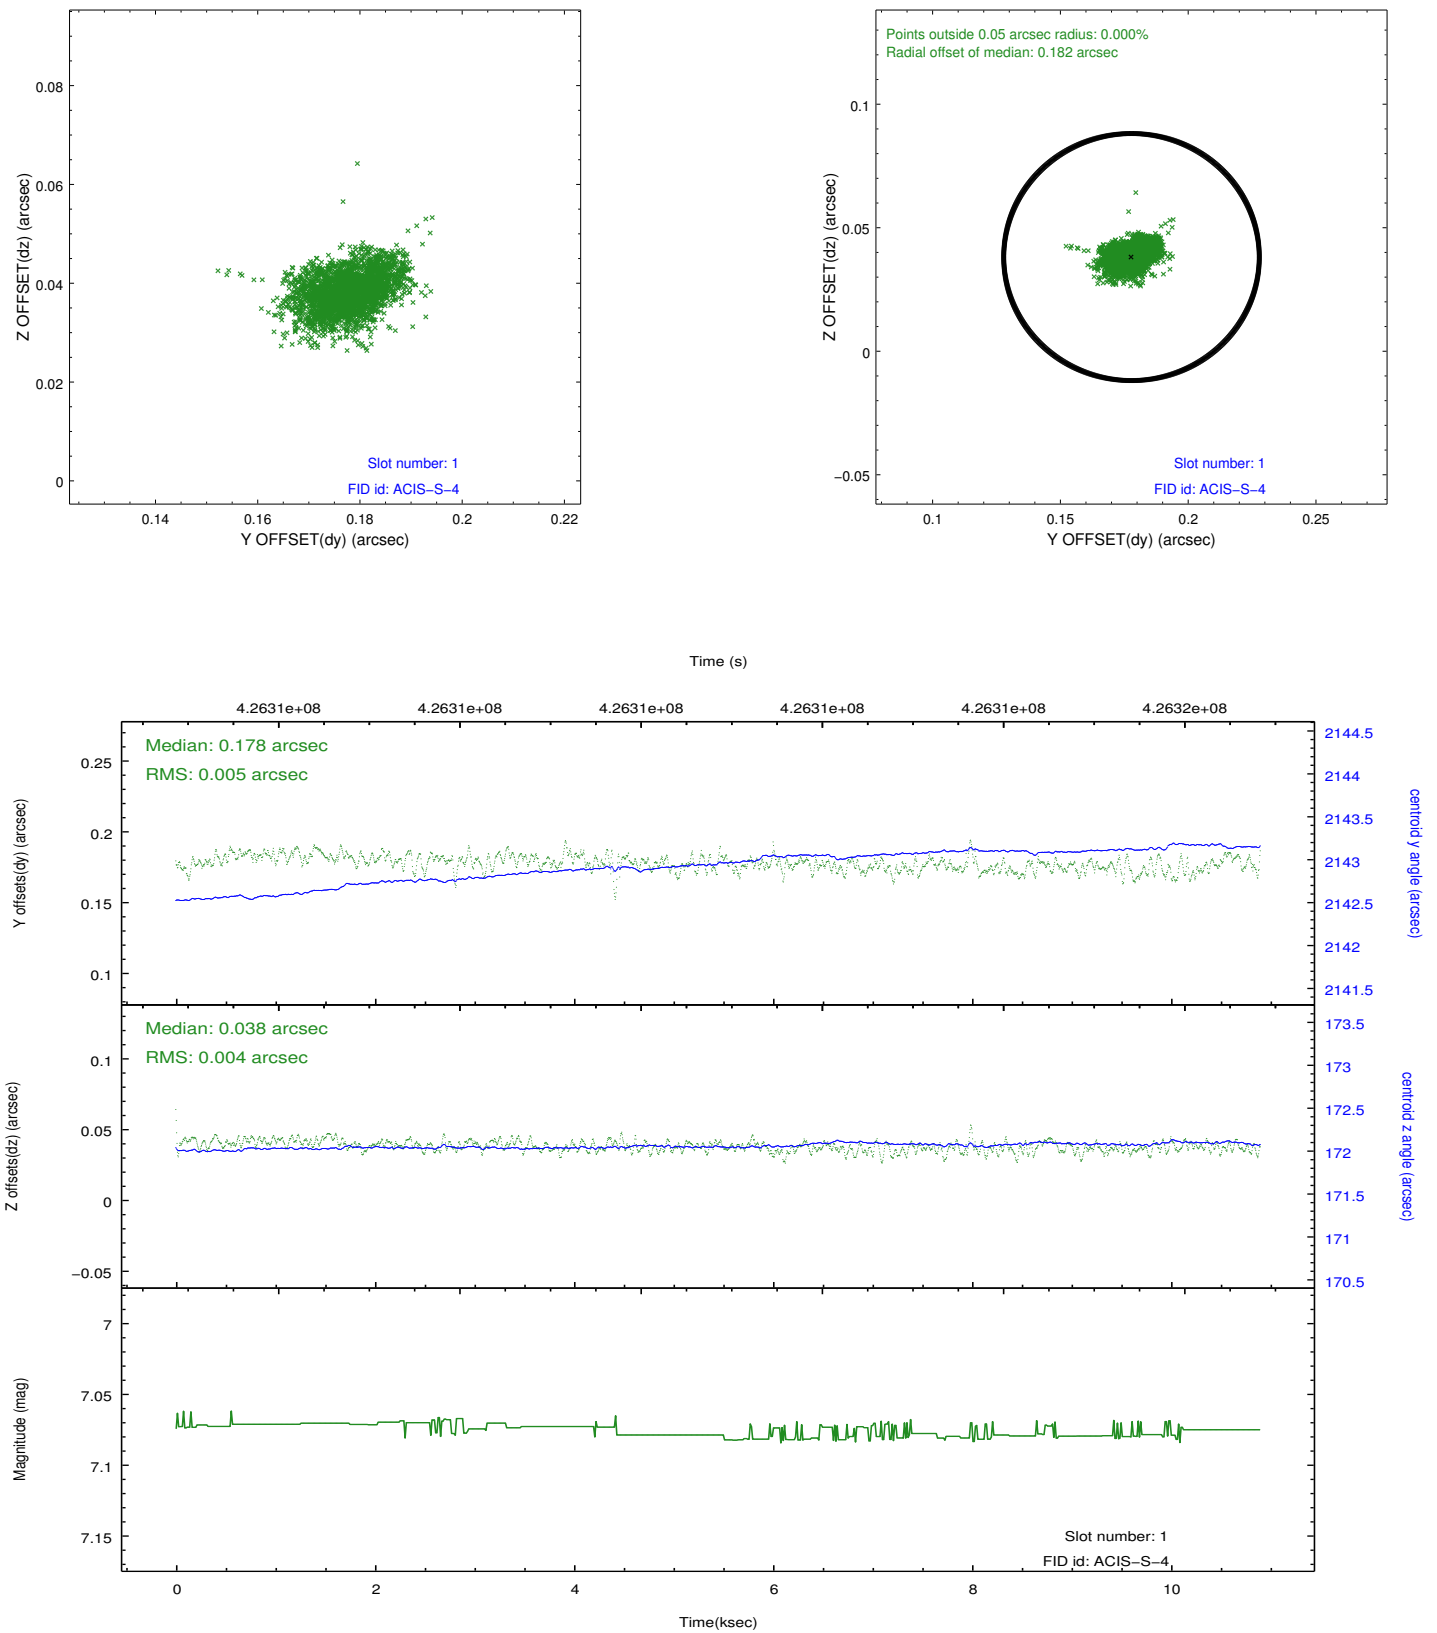 0.08
0.06
0.04
0.02
0
Z OFFSET(dz) (arcsec)
Slot number: 1
FID id: ACIS−S−4
0.14 0.16 0.18 0.2 0.22
Y OFFSET(dy) (arcsec)
Points outside 0.05 arcsec radius: 0.000%
Radial offset of median: 0.182 arcsec
0.1
0.05
0
−0.05
Z OFFSET(dz) (arcsec)
Slot number: 1
FID id: ACIS−S−4
0.1 0.15 0.2 0.25
Y OFFSET(dy) (arcsec)
Time (s)
4.2631e+08 4.2631e+08 4.2631e+08 4.2631e+08 4.2631e+08 4.2632e+08
Median: 0.178 arcsec
RMS: 0.005 arcsec
0.25
0.2
0.15
0.1
Y offsets(dy) (arcsec)
2144.5
2144
2143.5
2143
2142.5
2142
2141.5
centroid y angle (arcsec)
Median: 0.038 arcsec
RMS: 0.004 arcsec
0.1
0.05
0
−0.05
Z offsets(dz) (arcsec)
173.5
173
172.5
172
171.5
171
170.5
centroid z angle (arcsec)
7
7.05
7.1
7.15
Magnitude (mag)
Slot number: 1
FID id: ACIS−S−4
0 2 4 6 8 10
Time(ksec)